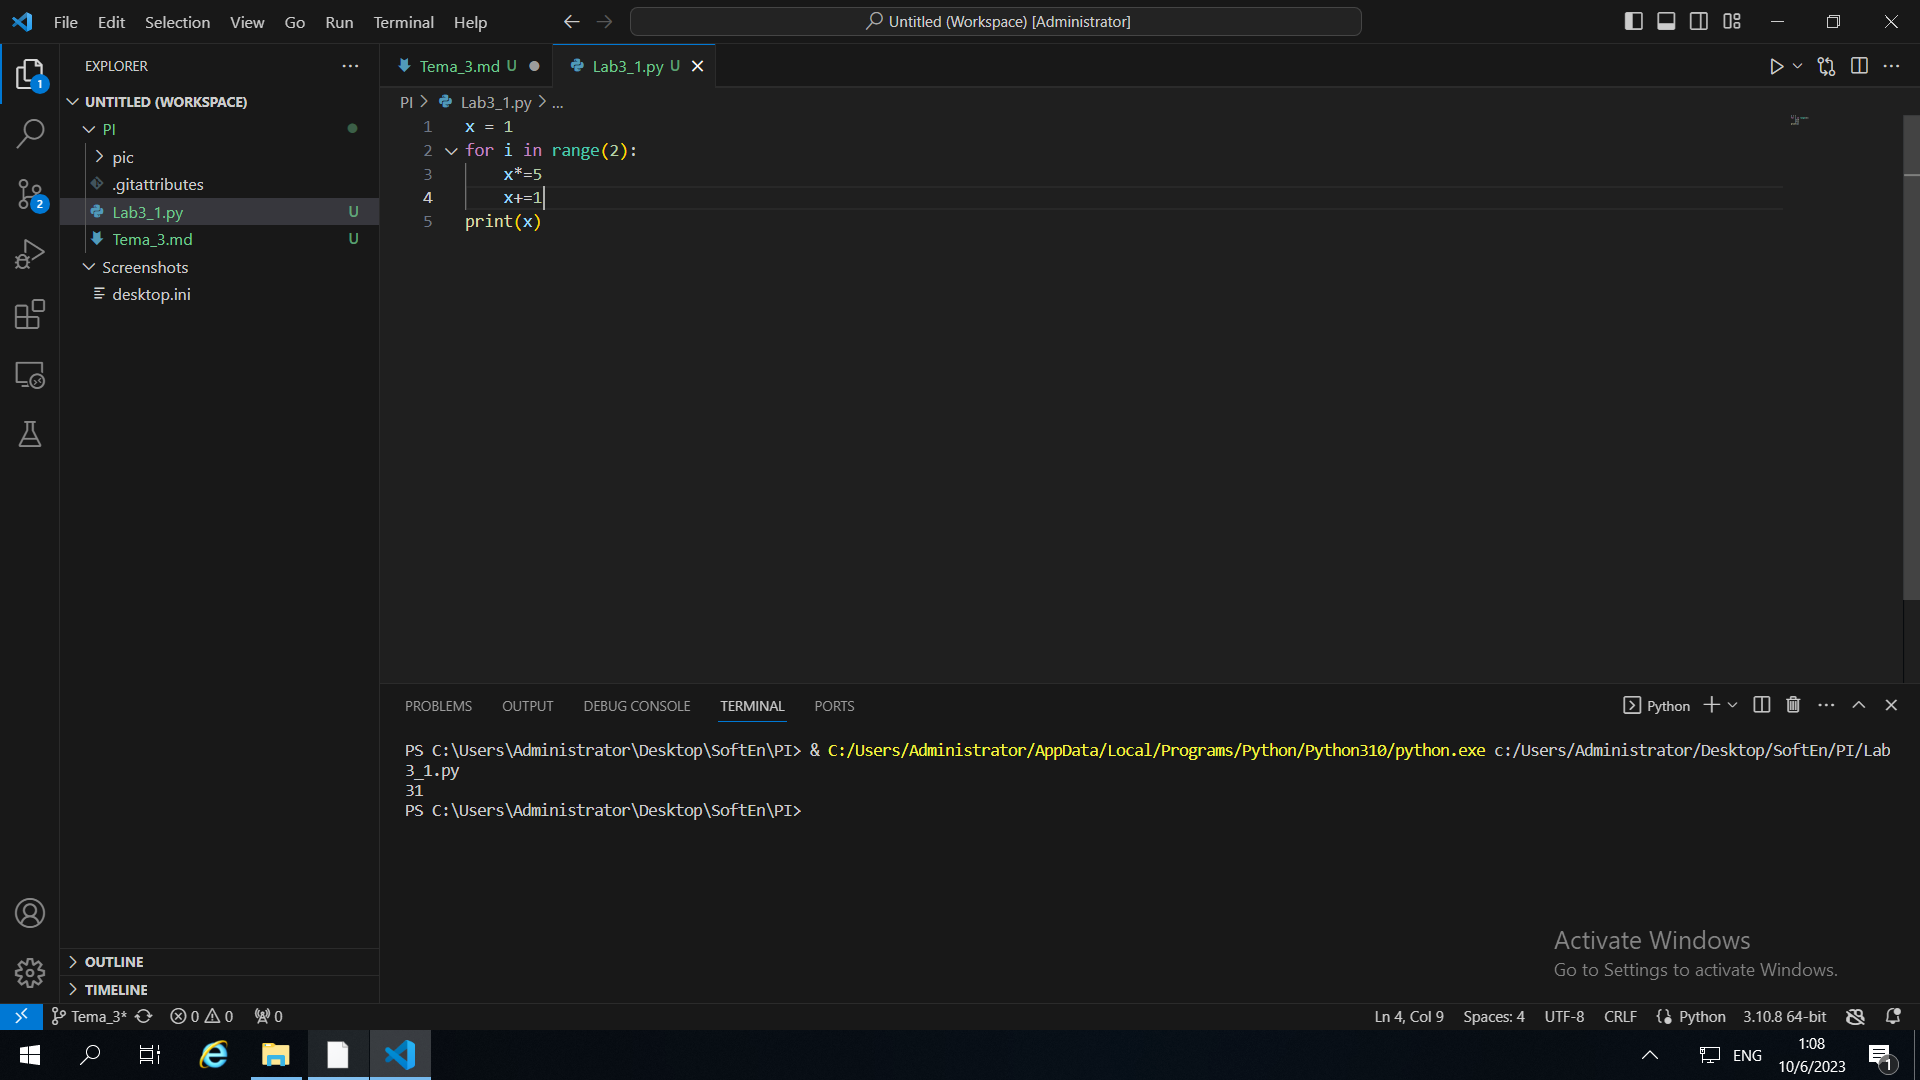 File Edit Selection View Go Run Terminal Help
Untitled (Workspace) [Administrator]
EXPLORER
UNTITLED (WORKSPACE)
PI
pic
.gitattributes
Lab3_1.py U
Tema_3.md U
Screenshots
desktop.ini
OUTLINE
TIMELINE
1
2
Tema_3.md U
Lab3_1.py U
PI > Lab3_1.py > ...
1 x = 1
2 for i in range(2):
3 x*=5
4 x+=1
5 print(x)
PROBLEMS OUTPUT DEBUG CONSOLE TERMINAL PORTS
Python
PS C:\Users\Administrator\Desktop\SoftEn\PI> & C:/Users/Administrator/AppData/Local/Programs/Python/Python310/python.exe c:/Users/Administrator/Desktop/SoftEn/PI/Lab
3_1.py
31
PS C:\Users\Administrator\Desktop\SoftEn\PI>
Activate Windows
Go to Settings to activate Windows.
Tema_3* 0 0 0
Ln 4, Col 9 Spaces: 4 UTF-8 CRLF Python 3.10.8 64-bit
ENG
1:08
10/6/2023
1